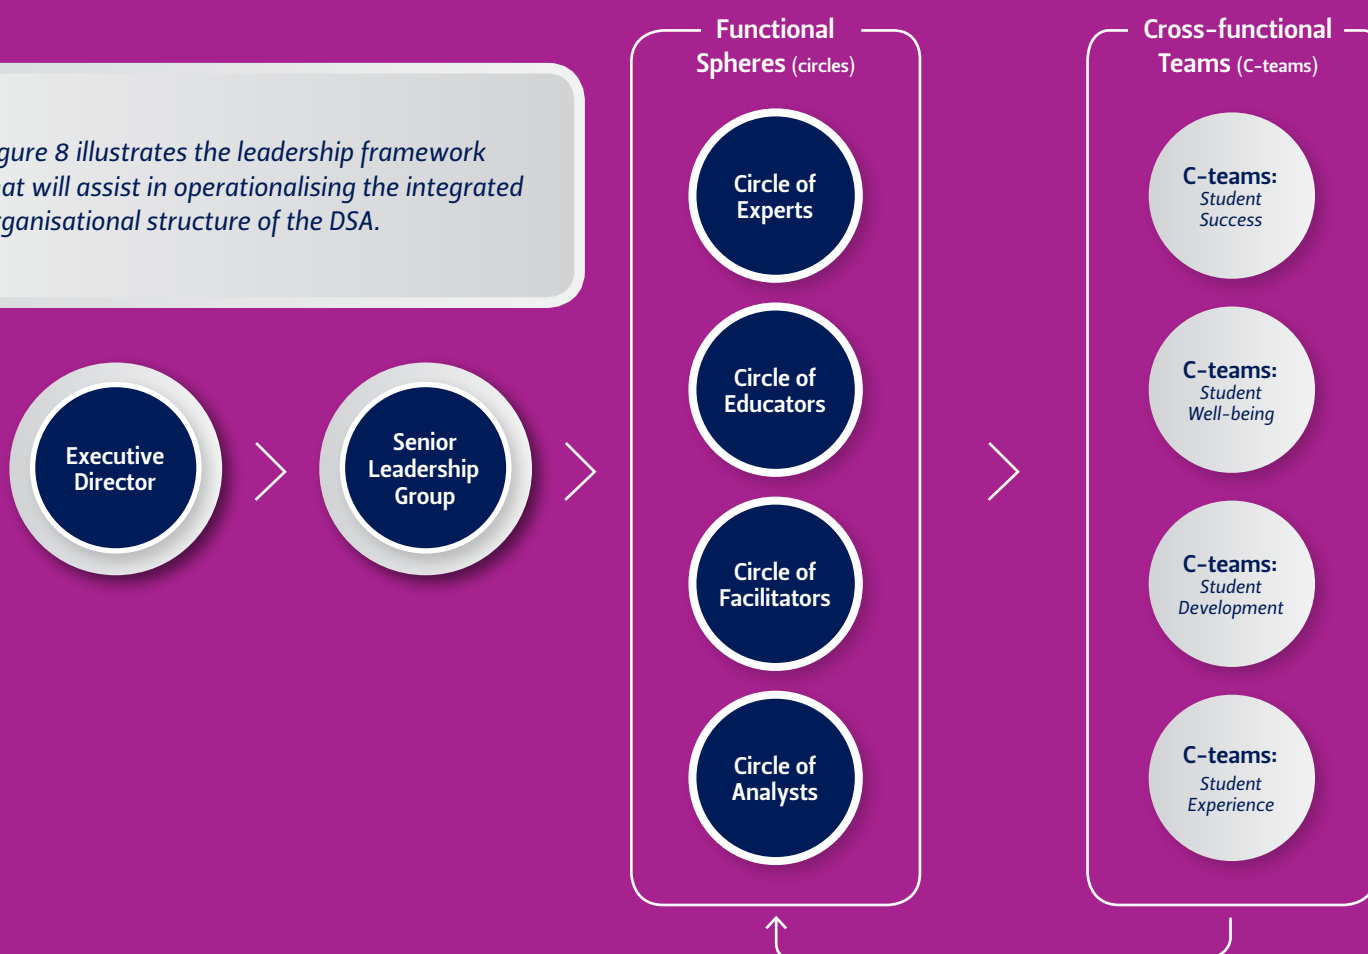 gure 8 illustrates the leadership framework
at will assist in operationalising the integrated
ganisational structure of the DSA.
Executive
Director
Senior
Leadership
Group
Functional
Spheres (circles)
Circle of
Experts
Circle of
Educators
Circle of
Facilitators
Circle of
Analysts
Cross-functional
Teams (C-teams)
C-teams:
Student
Success
C-teams:
Student
Well-being
C-teams:
Student
Development
C-teams:
Student
Experience